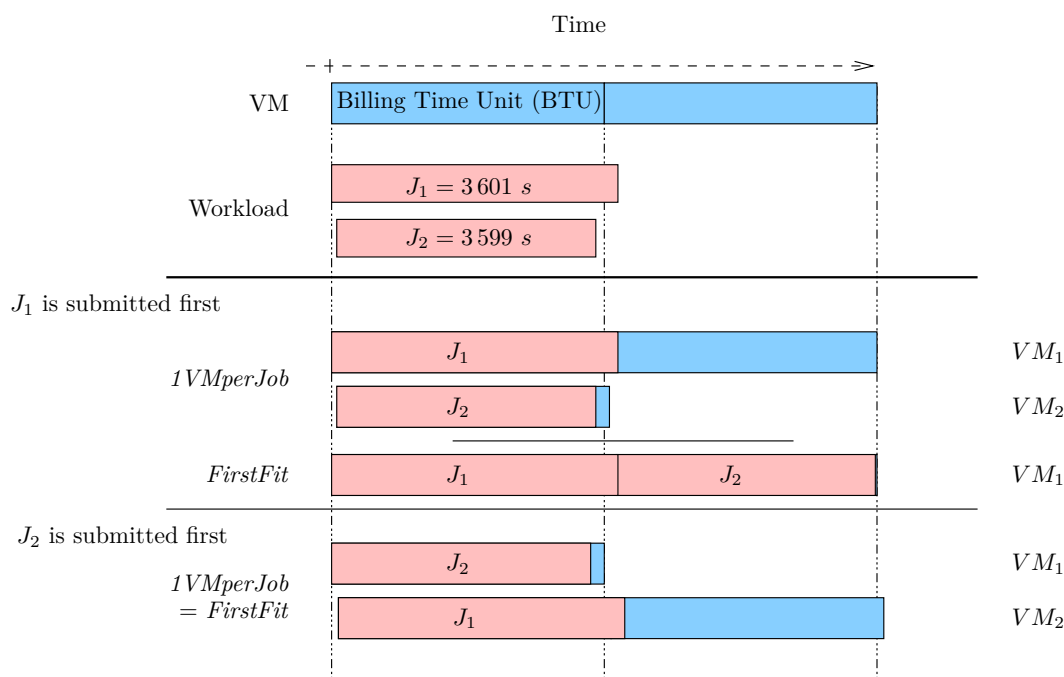 Time
VM
Billing Time Unit (BTU)
J₁ = 3 601 s
Workload
J₂ = 3 599 s
J₁ is submitted first
J₁
VM₁
1VMperJob
J₂
VM₂
FirstFit
J₁
J₂
VM₁
J₂ is submitted first
J₂
VM₁
1VMperJob
= FirstFit
J₁
VM₂